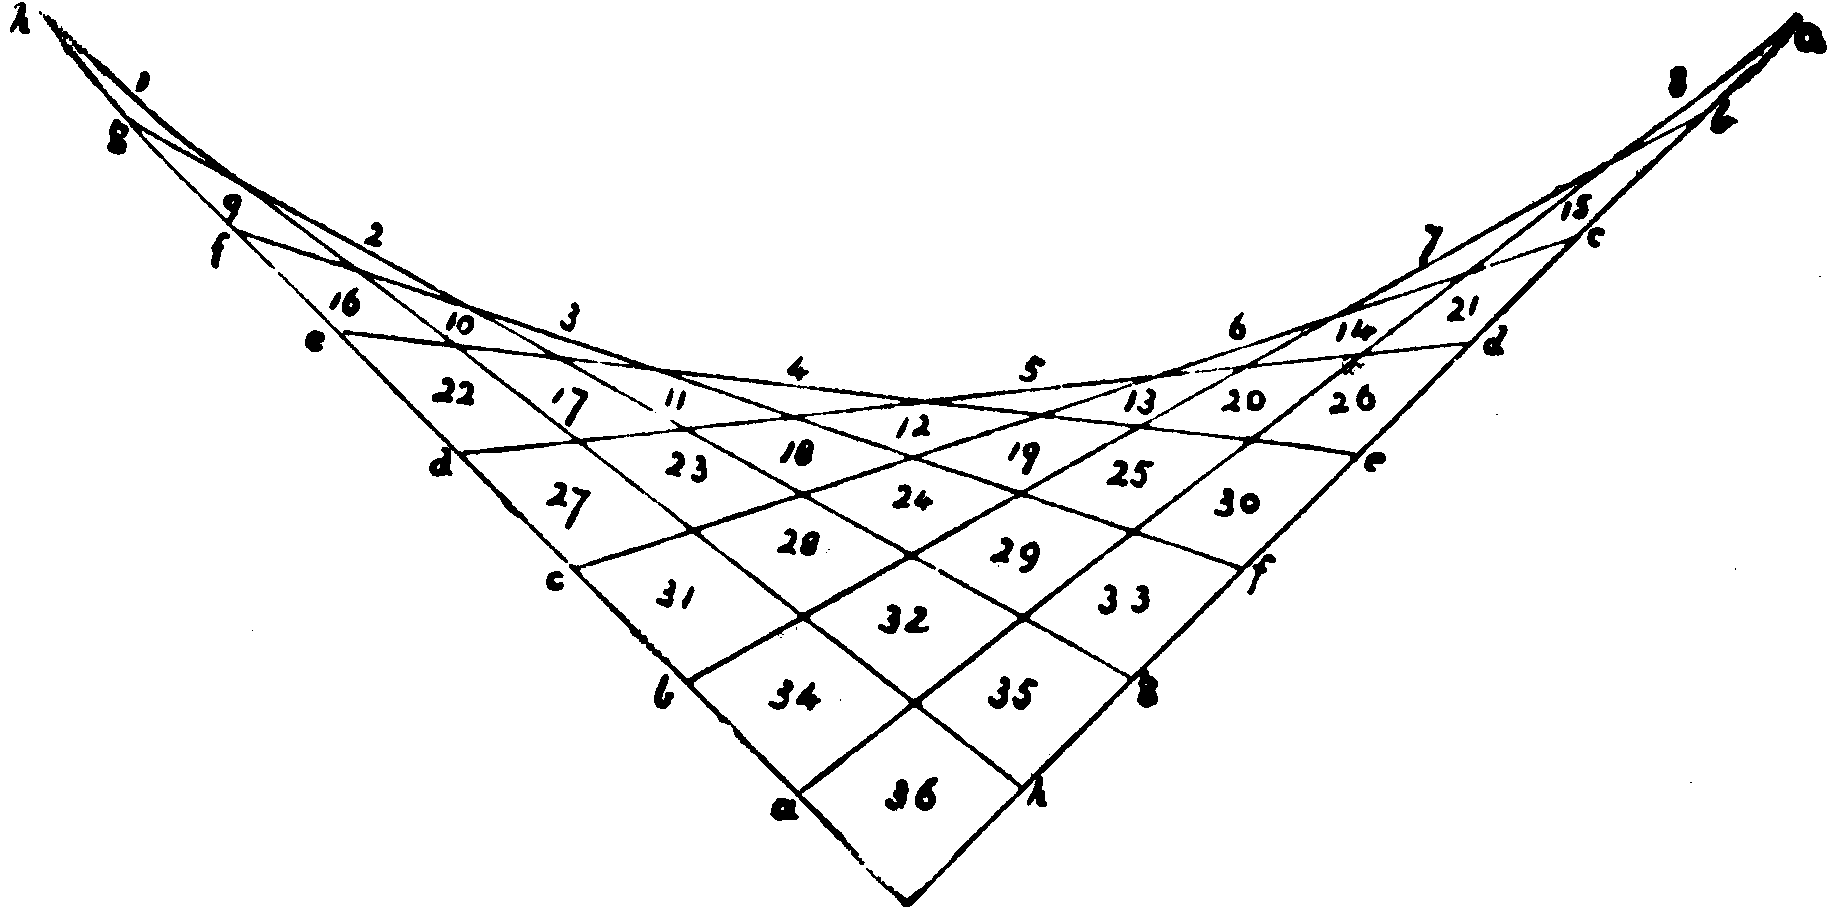 h a
1 8
g b
9 2 7 15 c
f
16 10 3 6 14 21
e d
22 17 11 4 5 13 20 26
12
d 23 18 19 25 e
27 24 30
28 29
c 31 33 f
32
b 34 35 g
a 36 h